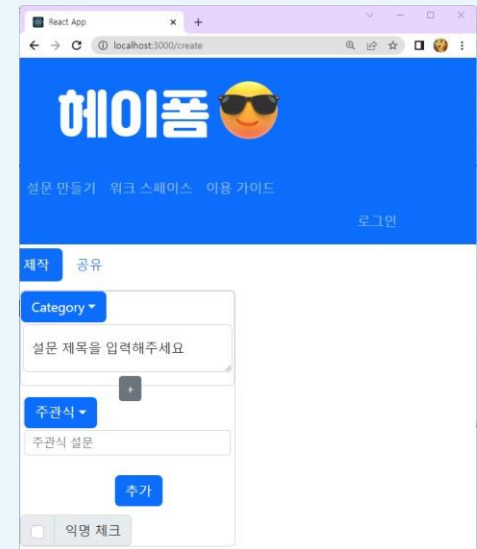 React App
localhost:3000/create
헤이폼
설문 만들기 워크 스페이스 이용 가이드
로그인
제작 공유
Category
설문 제목을 입력해주세요
+
주관식
주관식 설문
추가
익명 체크